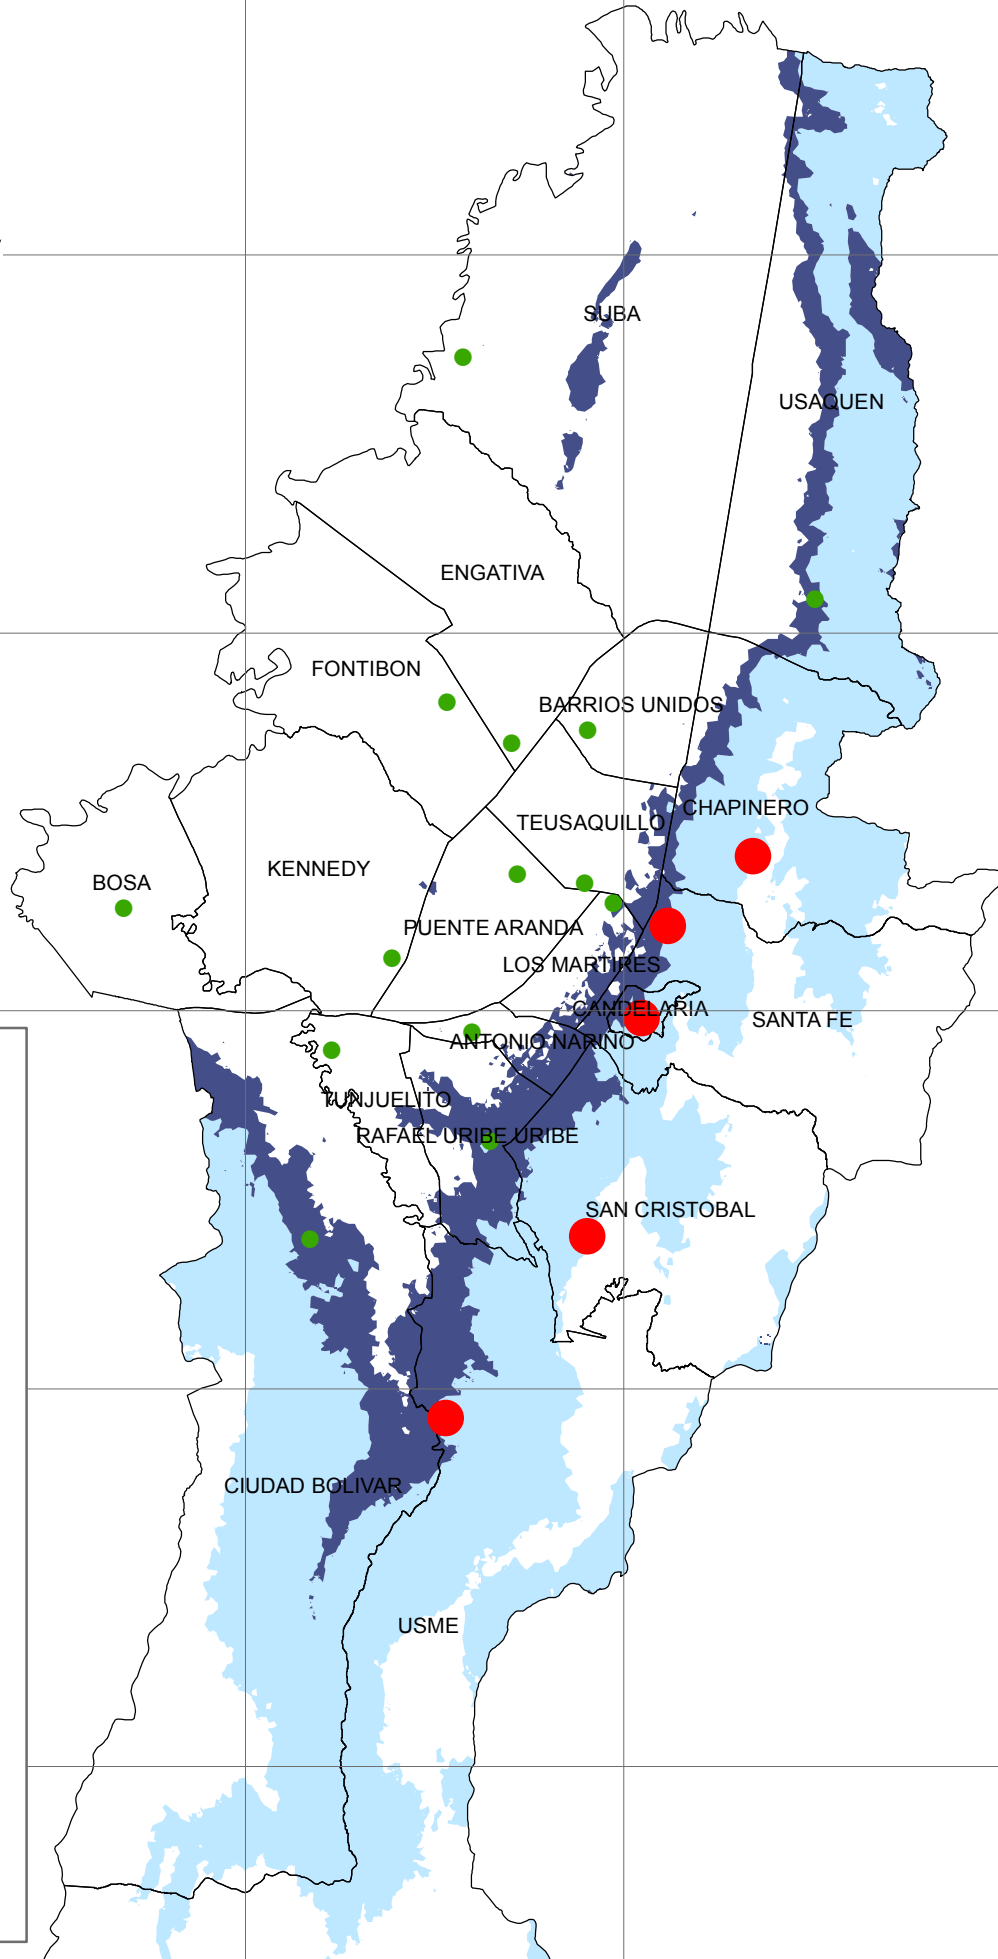 SUBA
USAQUEN
ENGATIVA
FONTIBON
BARRIOS UNIDOS
CHAPINERO
TEUSAQUILLO
KENNEDY
BOSA
PUENTE ARANDA
LOS MARTIRES
CANDELARIA
SANTA FE
ANTONIO NARIÑO
TUNJUELITO
RAFAEL URIBE URIBE
SAN CRISTOBAL
CIUDAD BOLIVAR
USME